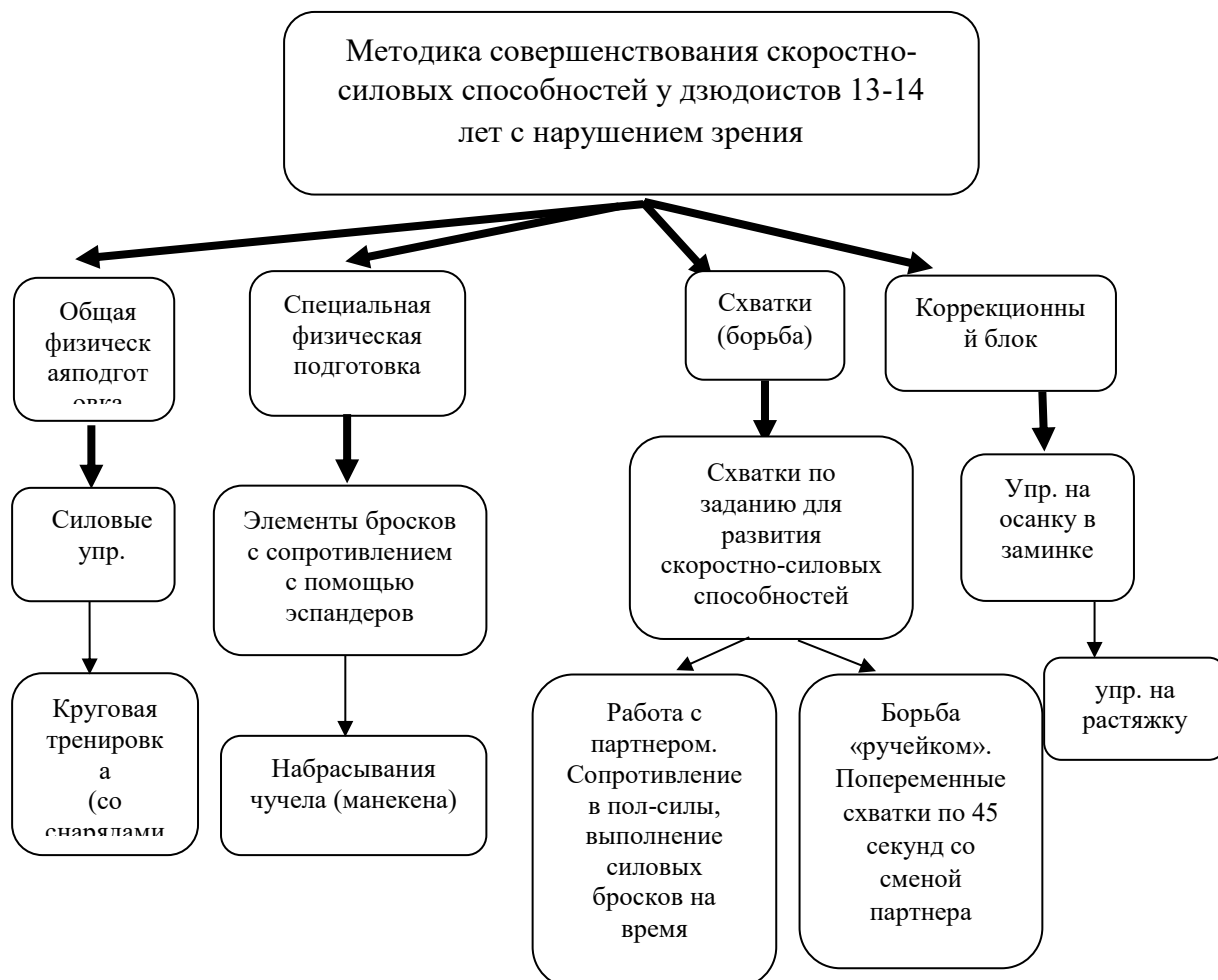 Методика совершенствования скоростно-
силовых способностей у дзюдоистов 13-14
лет с нарушением зрения
Общая
физическ
аяподгот
овка
Специальная
физическая
подготовка
Схватки
(борьба)
Коррекционны
й блок
Силовые
упр.
Элементы бросков
с сопротивлением
с помощью
эспандеров
Схватки по
заданию для
развития
скоростно-силовых
способностей
Упр. на
осанку в
заминке
Круговая
тренировк
а
(со
снарядами
Набрасывания
чучела (манекена)
Работа с
партнером.
Сопротивление
в пол-силы,
выполнение
силовых
бросков на
время
Борьба
«ручейком».
Попеременные
схватки по 45
секунд со
сменой
партнера
упр. на
растяжку